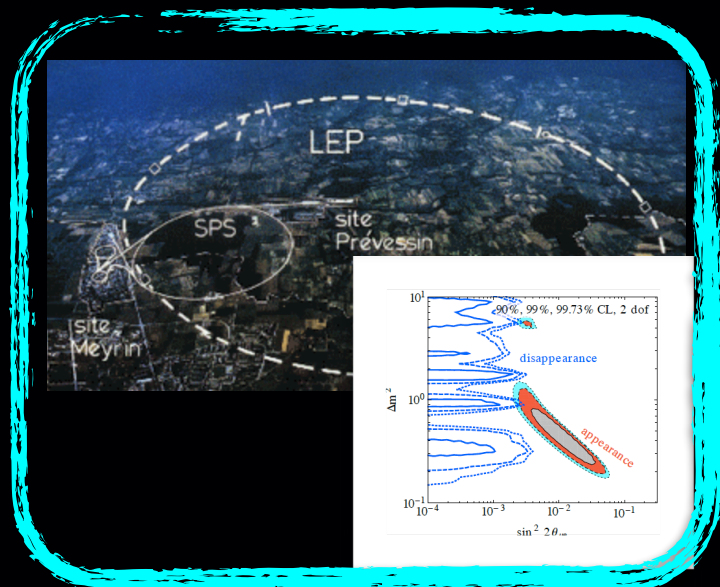 LEP
SPS
site
Prévessin
site
Meyrin
90%, 99%, 99.73% CL, 2 dof
disappearance
appearance
Δm²
10¹
10⁰
10⁻¹
10⁻⁴
10⁻³
10⁻²
10⁻¹
sin² 2θ